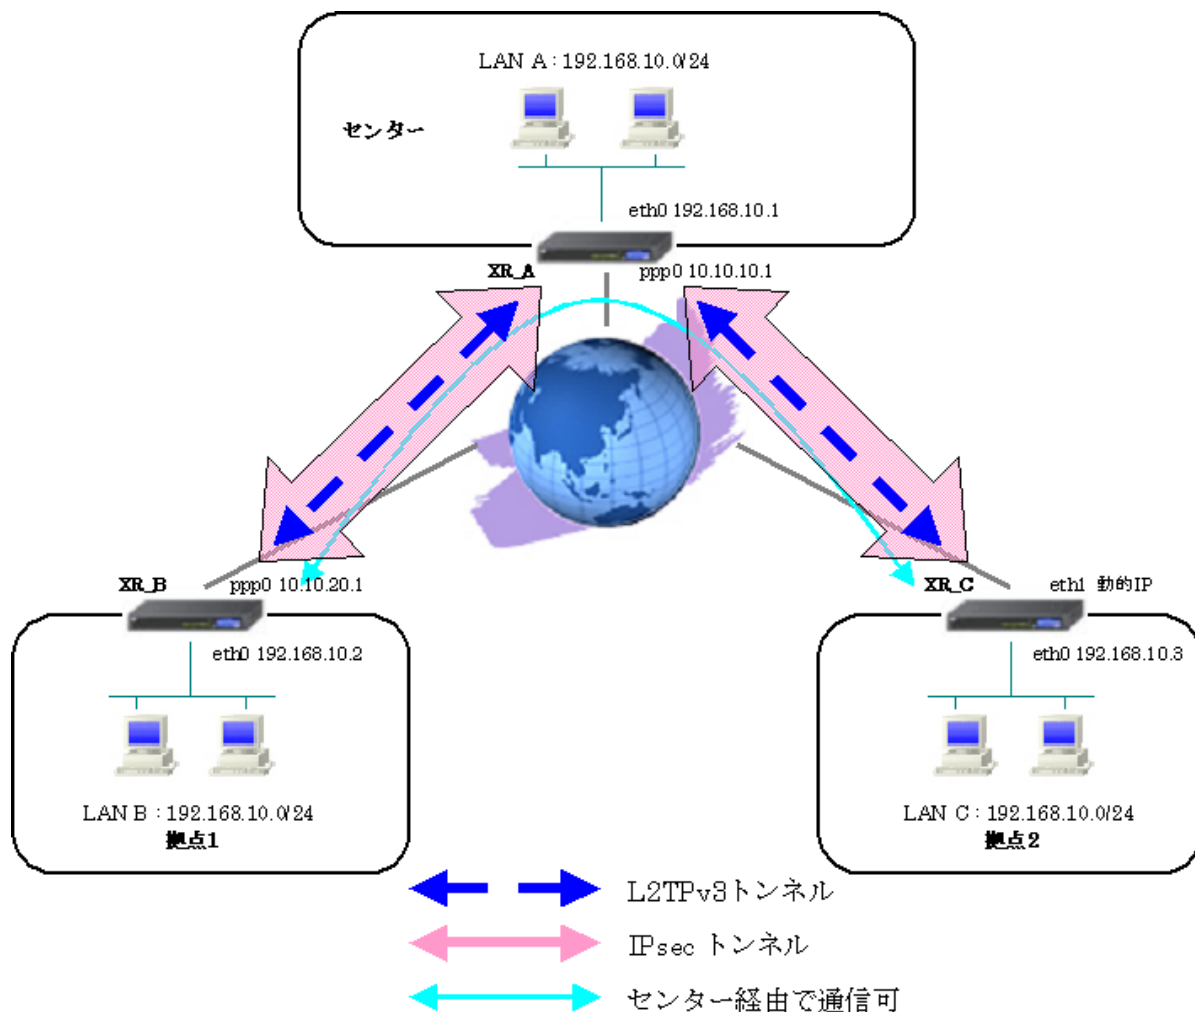 LAN A：192.168.10.0/24
センター
eth0 192.168.10.1
XR_A
ppp0 10.10.10.1
XR_B
ppp0 10.10.20.1
XR_C
eth1 動的IP
eth0 192.168.10.2
eth0 192.168.10.3
LAN B：192.168.10.0/24
拠点1
LAN C：192.168.10.0/24
拠点2
L2TPv3トンネル
IPsec トンネル
センター経由で通信可